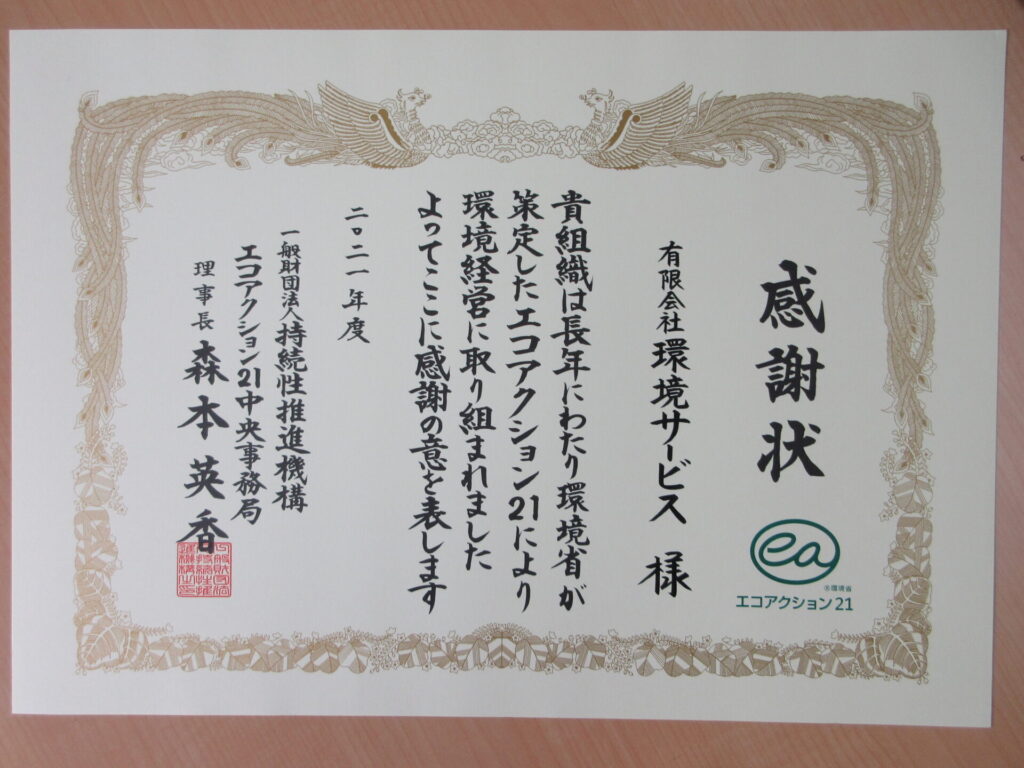 感謝状
ea
®環境省
エコアクション21
有限会社環境サービス 様
貴組織は長年にわたり環境省が
策定したエコアクション21により
環境経営に取り組まれました
よってここに感謝の意を表します
二〇二一年度
一般財団法人持続性推進機構
エコアクション21中央事務局
理事長 森本英香